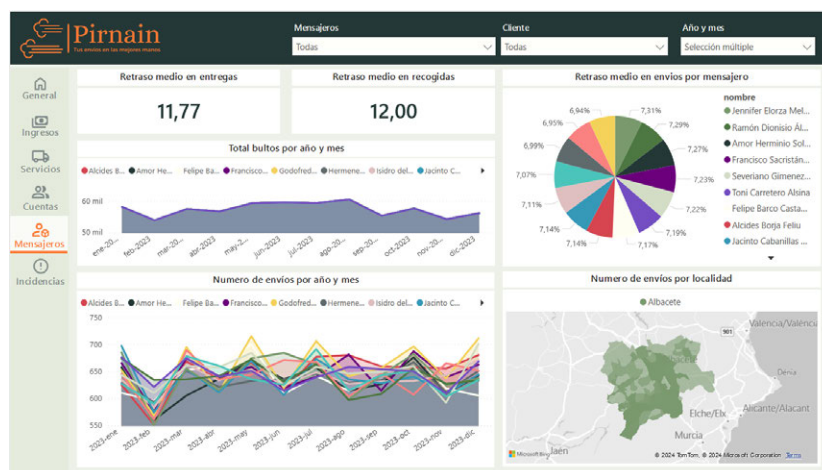 Pirnain
Tus envíos en las mejores manos
Mensajeros
Todas
Cliente
Todas
Año y mes
Selección múltiple
General
Ingresos
Servicios
Cuentas
Mensajeros
Incidencias
Retraso medio en entregas
11,77
Retraso medio en recogidas
12,00
Total bultos por año y mes
Alcides B... Amor He... Felipe Ba... Francisco... Godofred... Hermene... Isidro del... Jacinto C...
60 mil
50 mil
ene-20... feb-2023 mar-20... abr-2023 may-2... jun-2023 jul-2023 ago-20... sep-20... oct-2023 nov-20... dic-2023
Numero de envíos por año y mes
Alcides B... Amor He... Felipe Ba... Francisco... Godofred... Hermene... Isidro del... Jacinto C...
750
700
650
600
550
2023-ene 2023-feb 2023-mar 2023-abr 2023-may 2023-jun 2023-jul 2023-ago 2023-sep 2023-oct 2023-nov 2023-dic
Retraso medio en envíos por mensajero
6,94% 7,31%
6,95% 7,29%
6,99% 7,27%
7,07% 7,23%
7,11% 7,22%
7,14% 7,19%
7,14% 7,17%
nombre
Jennifer Elorza Mel...
Ramón Dionisio Ál...
Amor Herminio Sol...
Francisco Sacristán...
Severiano Gimenez...
Toni Carretero Alsina
Felipe Barco Casta...
Alcides Borja Feliu
Jacinto Cabanillas ...
Numero de envíos por localidad
Albacete
901
Valencia/València
Dénia
Elche/Elx
Alicante/Alacant
Murcia
Jaén
Microsoft Bing
© 2024 TomTom, © 2024 Microsoft Corporation Terms